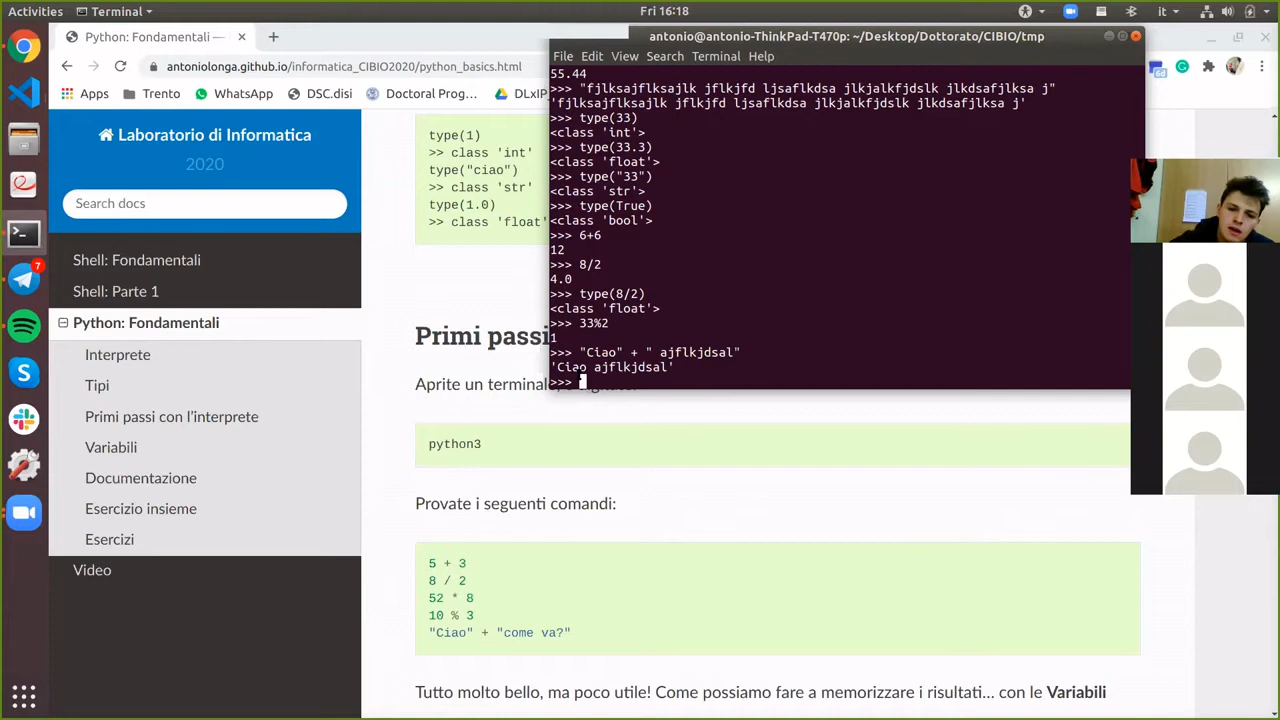 Activities
Terminal
Fri 16:18
it
Python: Fondamentali —
antonio@antonio-ThinkPad-T470p: ~/Desktop/Dottorato/CIBIO/tmp
antoniolonga.github.io/informatica_CIBIO2020/python_basics.html
Apps
Trento
WhatsApp
DSC.disi
Doctoral Prog…
DLxIP
68
File Edit View Search Terminal Help
55.44
>>> "fjlksajflksajlk jflkjfd ljsaflkdsa jlkjalkfjdslk jlkdsafjlksa j"
'fjlksajflksajlk jflkjfd ljsaflkdsa jlkjalkfjdslk jlkdsafjlksa j'
>>> type(33)
<class 'int'>
>>> type(33.3)
<class 'float'>
>>> type("33")
<class 'str'>
>>> type(True)
<class 'bool'>
>>> 6+6
12
>>> 8/2
4.0
>>> type(8/2)
<class 'float'>
>>> 33%2
1
>>> "Ciao" + " ajflkjdsal"
'Ciao ajflkjdsal'
>>>
Laboratorio di Informatica
2020
Search docs
Shell: Fondamentali
Shell: Parte 1
Python: Fondamentali
Interprete
Tipi
Primi passi con l'interprete
Variabili
Documentazione
Esercizio insieme
Esercizi
Video
7
type(1)
>> class 'int'
type("ciao")
>> class 'str'
type(1.0)
>> class 'float'
Primi passi
Aprite un terminale,
python3
Provate i seguenti comandi:
5 + 3
8 / 2
52 * 8
10 % 3
"Ciao" + "come va?"
Tutto molto bello, ma poco utile! Come possiamo fare a memorizzare i risultati… con le Variabili